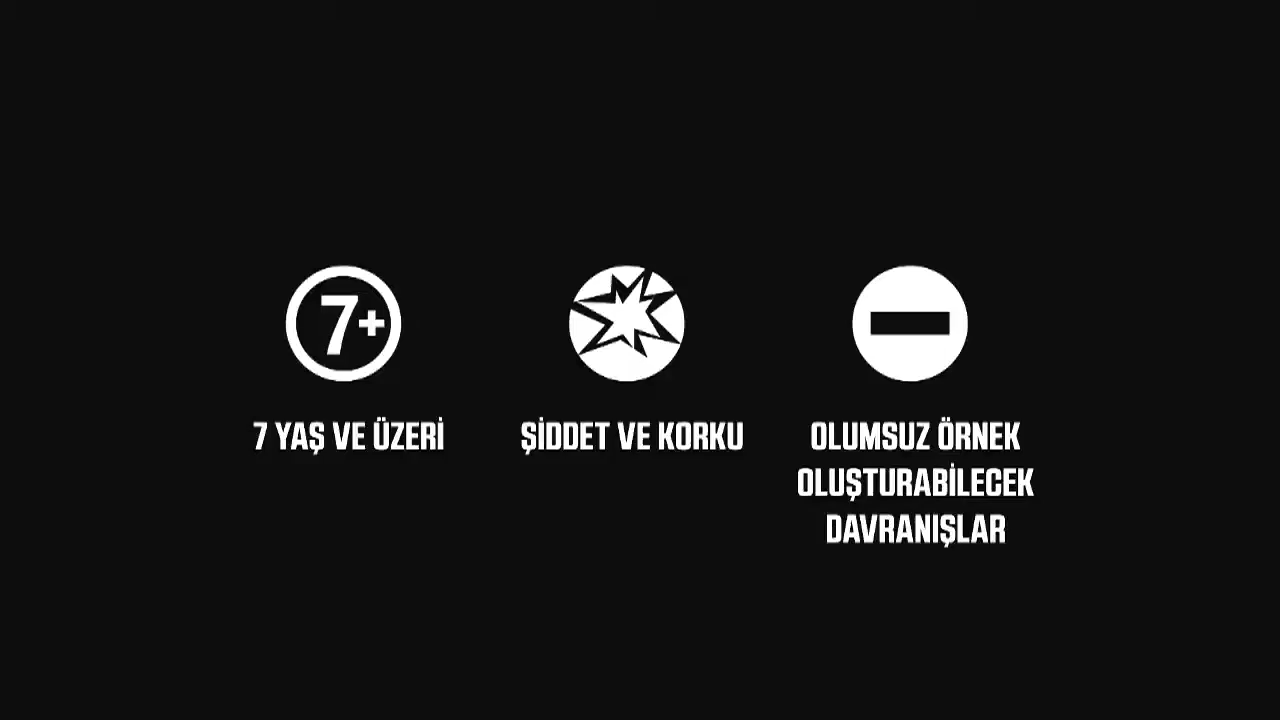 7+
7 YAŞ VE ÜZERİ
ŞİDDET VE KORKU
OLUMSUZ ÖRNEK
OLUŞTURABİLECEK
DAVRANIŞLAR